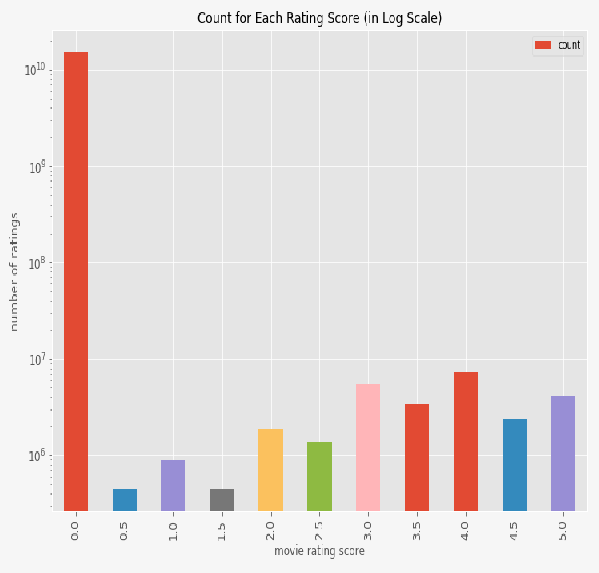 Count for Each Rating Score (in Log Scale)
count
10^10
10^9
10^8
10^7
10^6
number of ratings
0.0 0.5 1.0 1.5 2.0 2.5 3.0 3.5 4.0 4.5 5.0
movie rating score